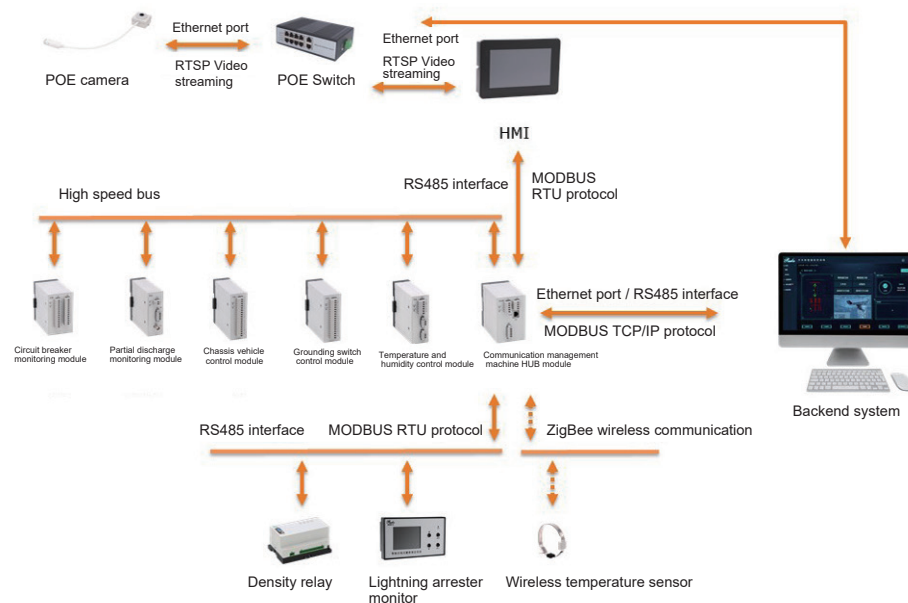 Ethernet port
RTSP Video
streaming
POE camera
POE Switch
Ethernet port
RTSP Video
streaming
HMI
RS485 interface
MODBUS
RTU protocol
High speed bus
Circuit breaker
monitoring module
Partial discharge
monitoring module
Chassis vehicle
control module
Grounding switch
control module
Temperature and
humidity control module
Communication management
machine HUB module
Ethernet port / RS485 interface
MODBUS TCP/IP protocol
Backend system
RS485 interface
MODBUS RTU protocol
ZigBee wireless communication
Density relay
Lightning arrester
monitor
Wireless temperature sensor